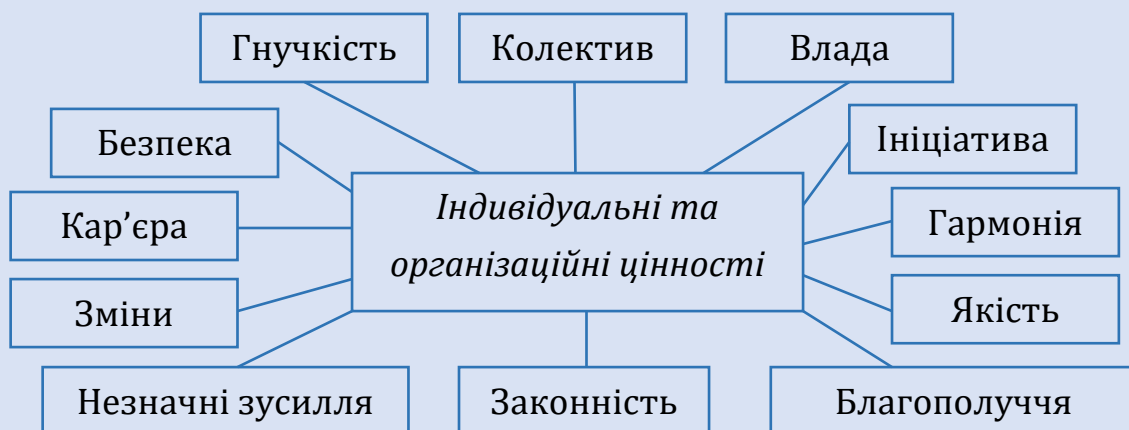 Гнучкість
Колектив
Влада
Безпека
Ініціатива
Індивідуальні та
організаційні цінності
Кар’єра
Гармонія
Зміни
Якість
Незначні зусилля
Законність
Благополуччя